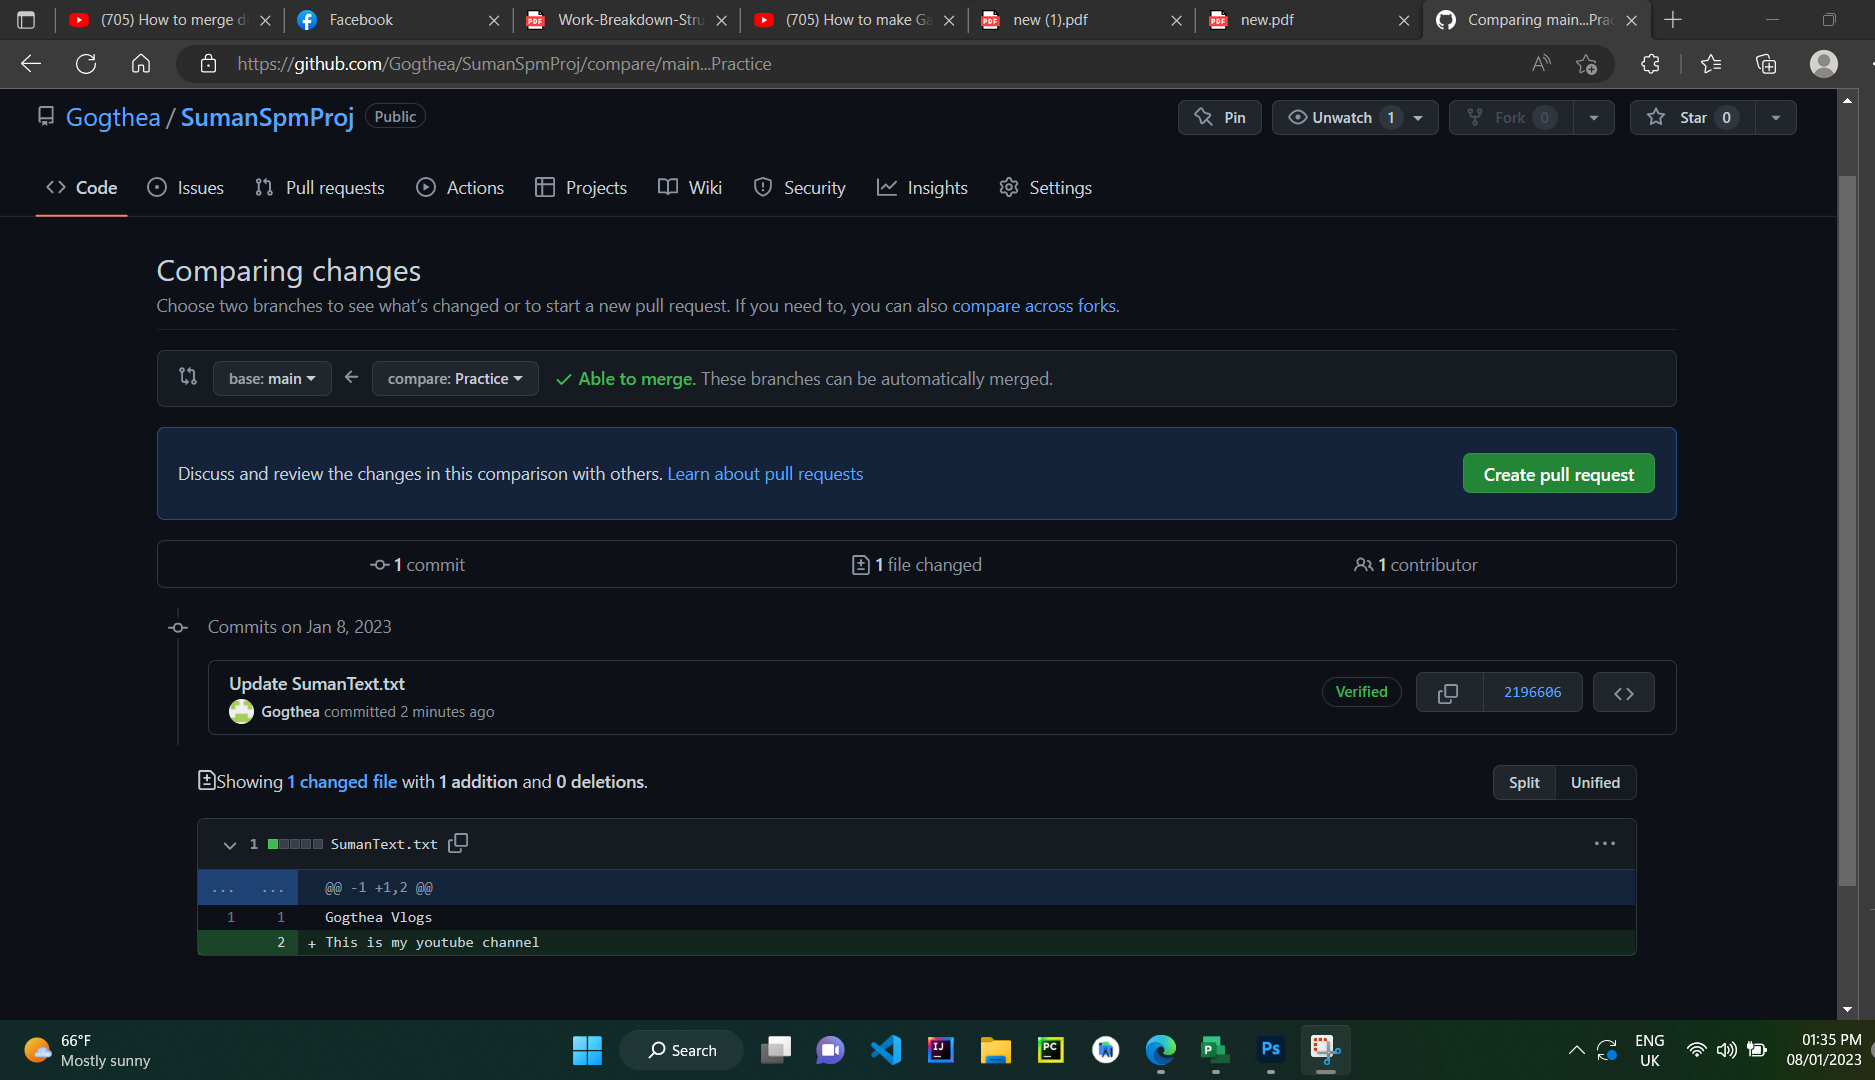 (705) How to merge d
Facebook
Work-Breakdown-Stru
(705) How to make Ga
new (1).pdf
new.pdf
Comparing main...Prac
https://github.com/Gogthea/SumanSpmProj/compare/main...Practice
Gogthea / SumanSpmProj Public
Pin
Unwatch 1
Fork 0
Star 0
Code
Issues
Pull requests
Actions
Projects
Wiki
Security
Insights
Settings
Comparing changes
Choose two branches to see what's changed or to start a new pull request. If you need to, you can also compare across forks.
base: main
compare: Practice
Able to merge. These branches can be automatically merged.
Discuss and review the changes in this comparison with others. Learn about pull requests
Create pull request
1 commit
1 file changed
1 contributor
Commits on Jan 8, 2023
Update SumanText.txt
Gogthea committed 2 minutes ago
Verified
2196606
Showing 1 changed file with 1 addition and 0 deletions.
Split
Unified
1 SumanText.txt
... ... @@ -1 +1,2 @@
1 1 Gogthea Vlogs
2 + This is my youtube channel
66°F
Mostly sunny
Search
ENG
UK
01:35 PM
08/01/2023